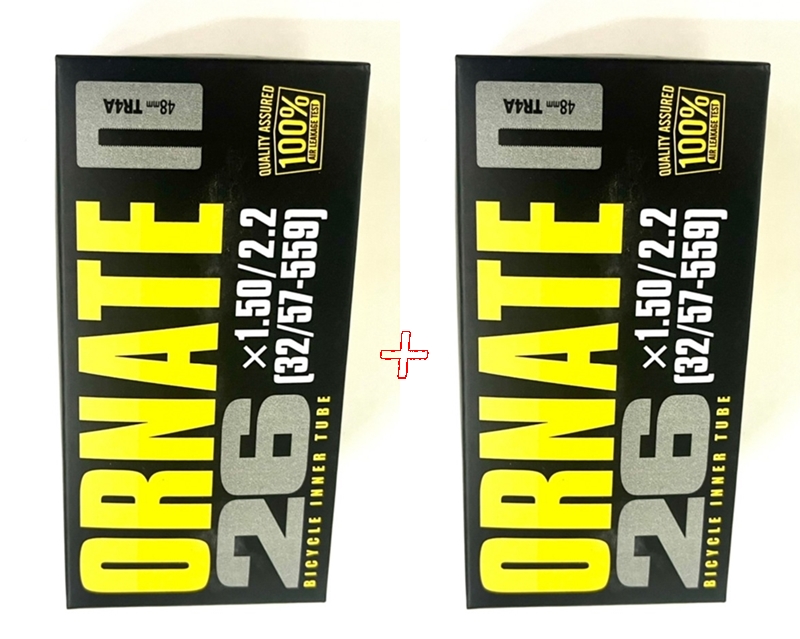 ORNATE n
48mm TR4A
QUALITY ASSURED
100%
AIR LEAKAGE TEST
26 ×1.50/2.2
(32/57-559)
BICYCLE INNER TUBE
+
ORNATE n
48mm TR4A
QUALITY ASSURED
100%
AIR LEAKAGE TEST
26 ×1.50/2.2
(32/57-559)
BICYCLE INNER TUBE